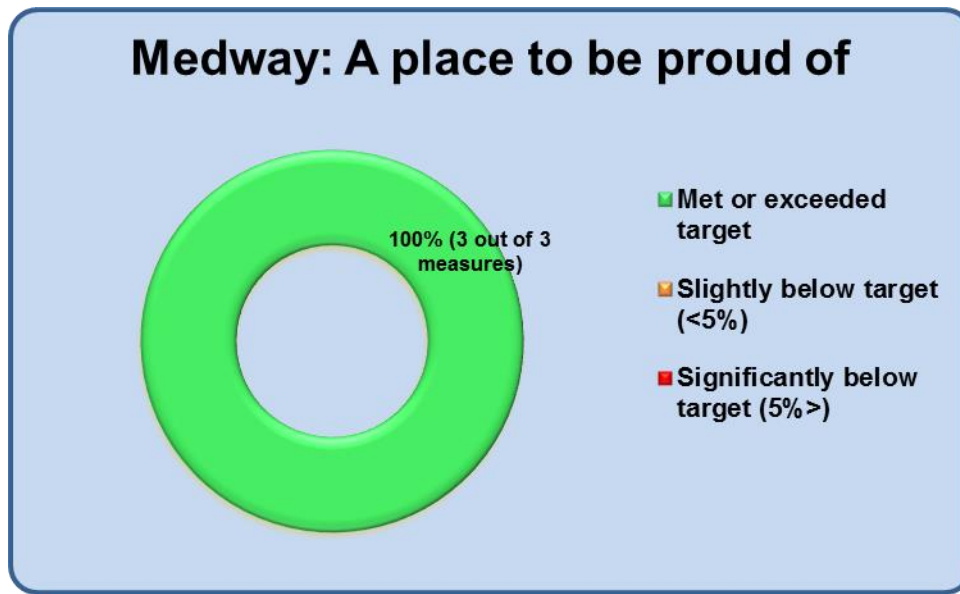 Medway: A place to be proud of
100% (3 out of 3
measures)
Met or exceeded
target
Slightly below target
(<5%)
Significantly below
target (5%>)